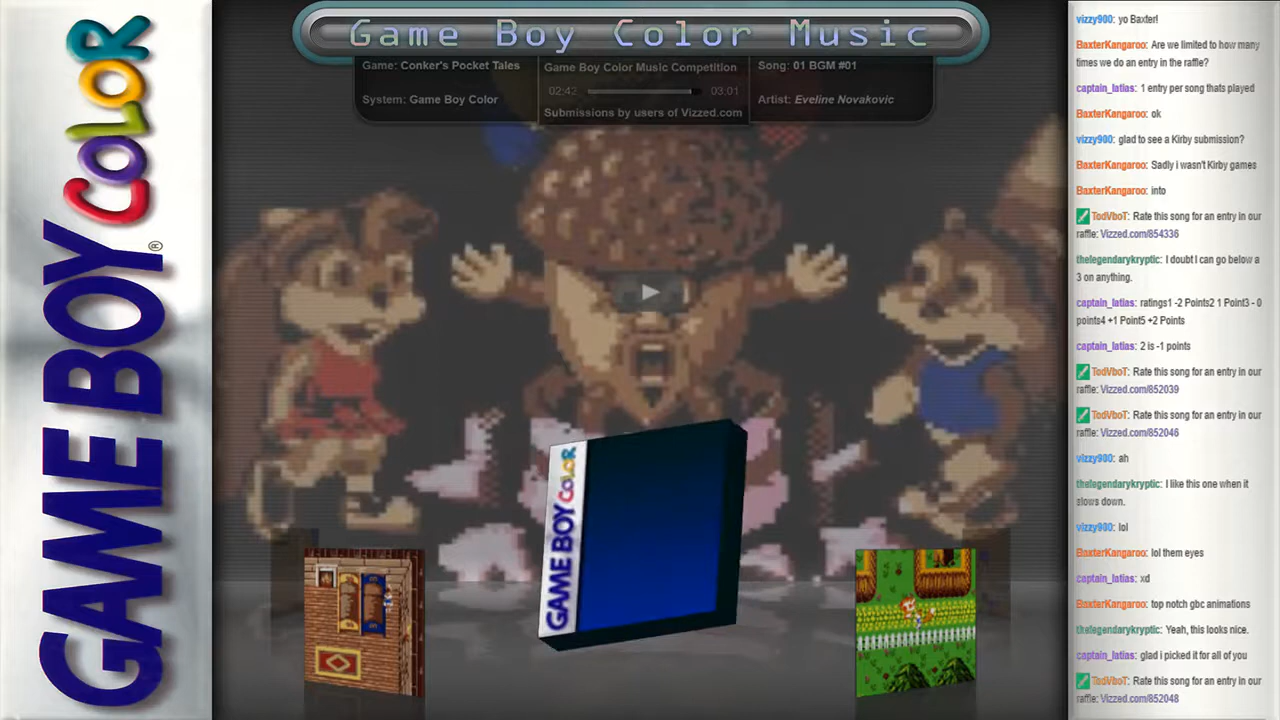 GAME BOY COLOR ®
Game Boy Color Music
Game: Conker's Pocket Tales
System: Game Boy Color
Game Boy Color Music Competition
02:42 03:01
Submissions by users of Vizzed.com
Song: 01 BGM #01
Artist: Eveline Novakovic
GAME BOY COLOR
vizzy900: yo Baxter!
BaxterKangaroo: Are we limited to how many
times we do an entry in the raffle?
captain_latias: 1 entry per song thats played
BaxterKangaroo: ok
vizzy900: glad to see a Kirby submission?
BaxterKangaroo: Sadly i wasn't Kirby games
BaxterKangaroo: into
TodVboT: Rate this song for an entry in our
raffle: Vizzed.com/854336
thelegendarykryptic: I doubt I can go below a
3 on anything.
captain_latias: ratings1 -2 Points2 1 Point3 - 0
points4 +1 Point5 +2 Points
captain_latias: 2 is -1 points
TodVboT: Rate this song for an entry in our
raffle: Vizzed.com/852039
TodVboT: Rate this song for an entry in our
raffle: Vizzed.com/852046
vizzy900: ah
thelegendarykryptic: I like this one when it
slows down.
vizzy900: lol
BaxterKangaroo: lol them eyes
captain_latias: xd
BaxterKangaroo: top notch gbc animations
thelegendarykryptic: Yeah, this looks nice.
captain_latias: glad i picked it for all of you
TodVboT: Rate this song for an entry in our
raffle: Vizzed.com/852048